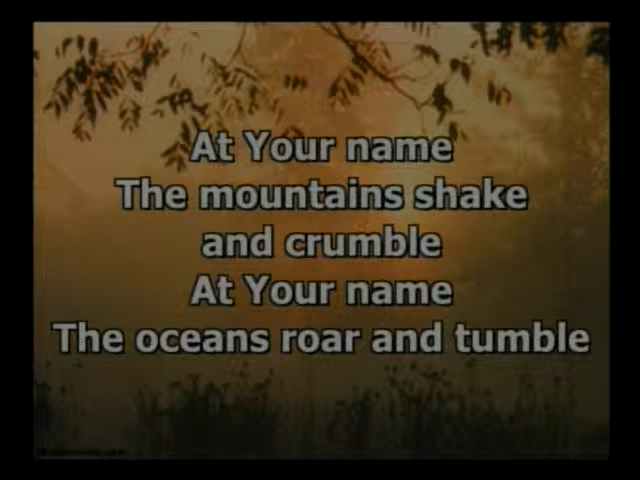 At Your name
The mountains shake
and crumble
At Your name
The oceans roar and tumble